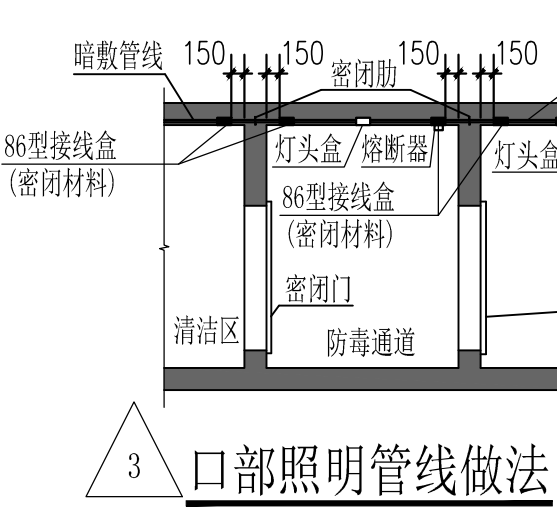 150
150
150
150
暗敷管线
密闭肋
86型接线盒
(密闭材料)
灯头盒
熔断器
灯头盒
86型接线盒
(密闭材料)
密闭门
清洁区
防毒通道
3
口部照明管线做法